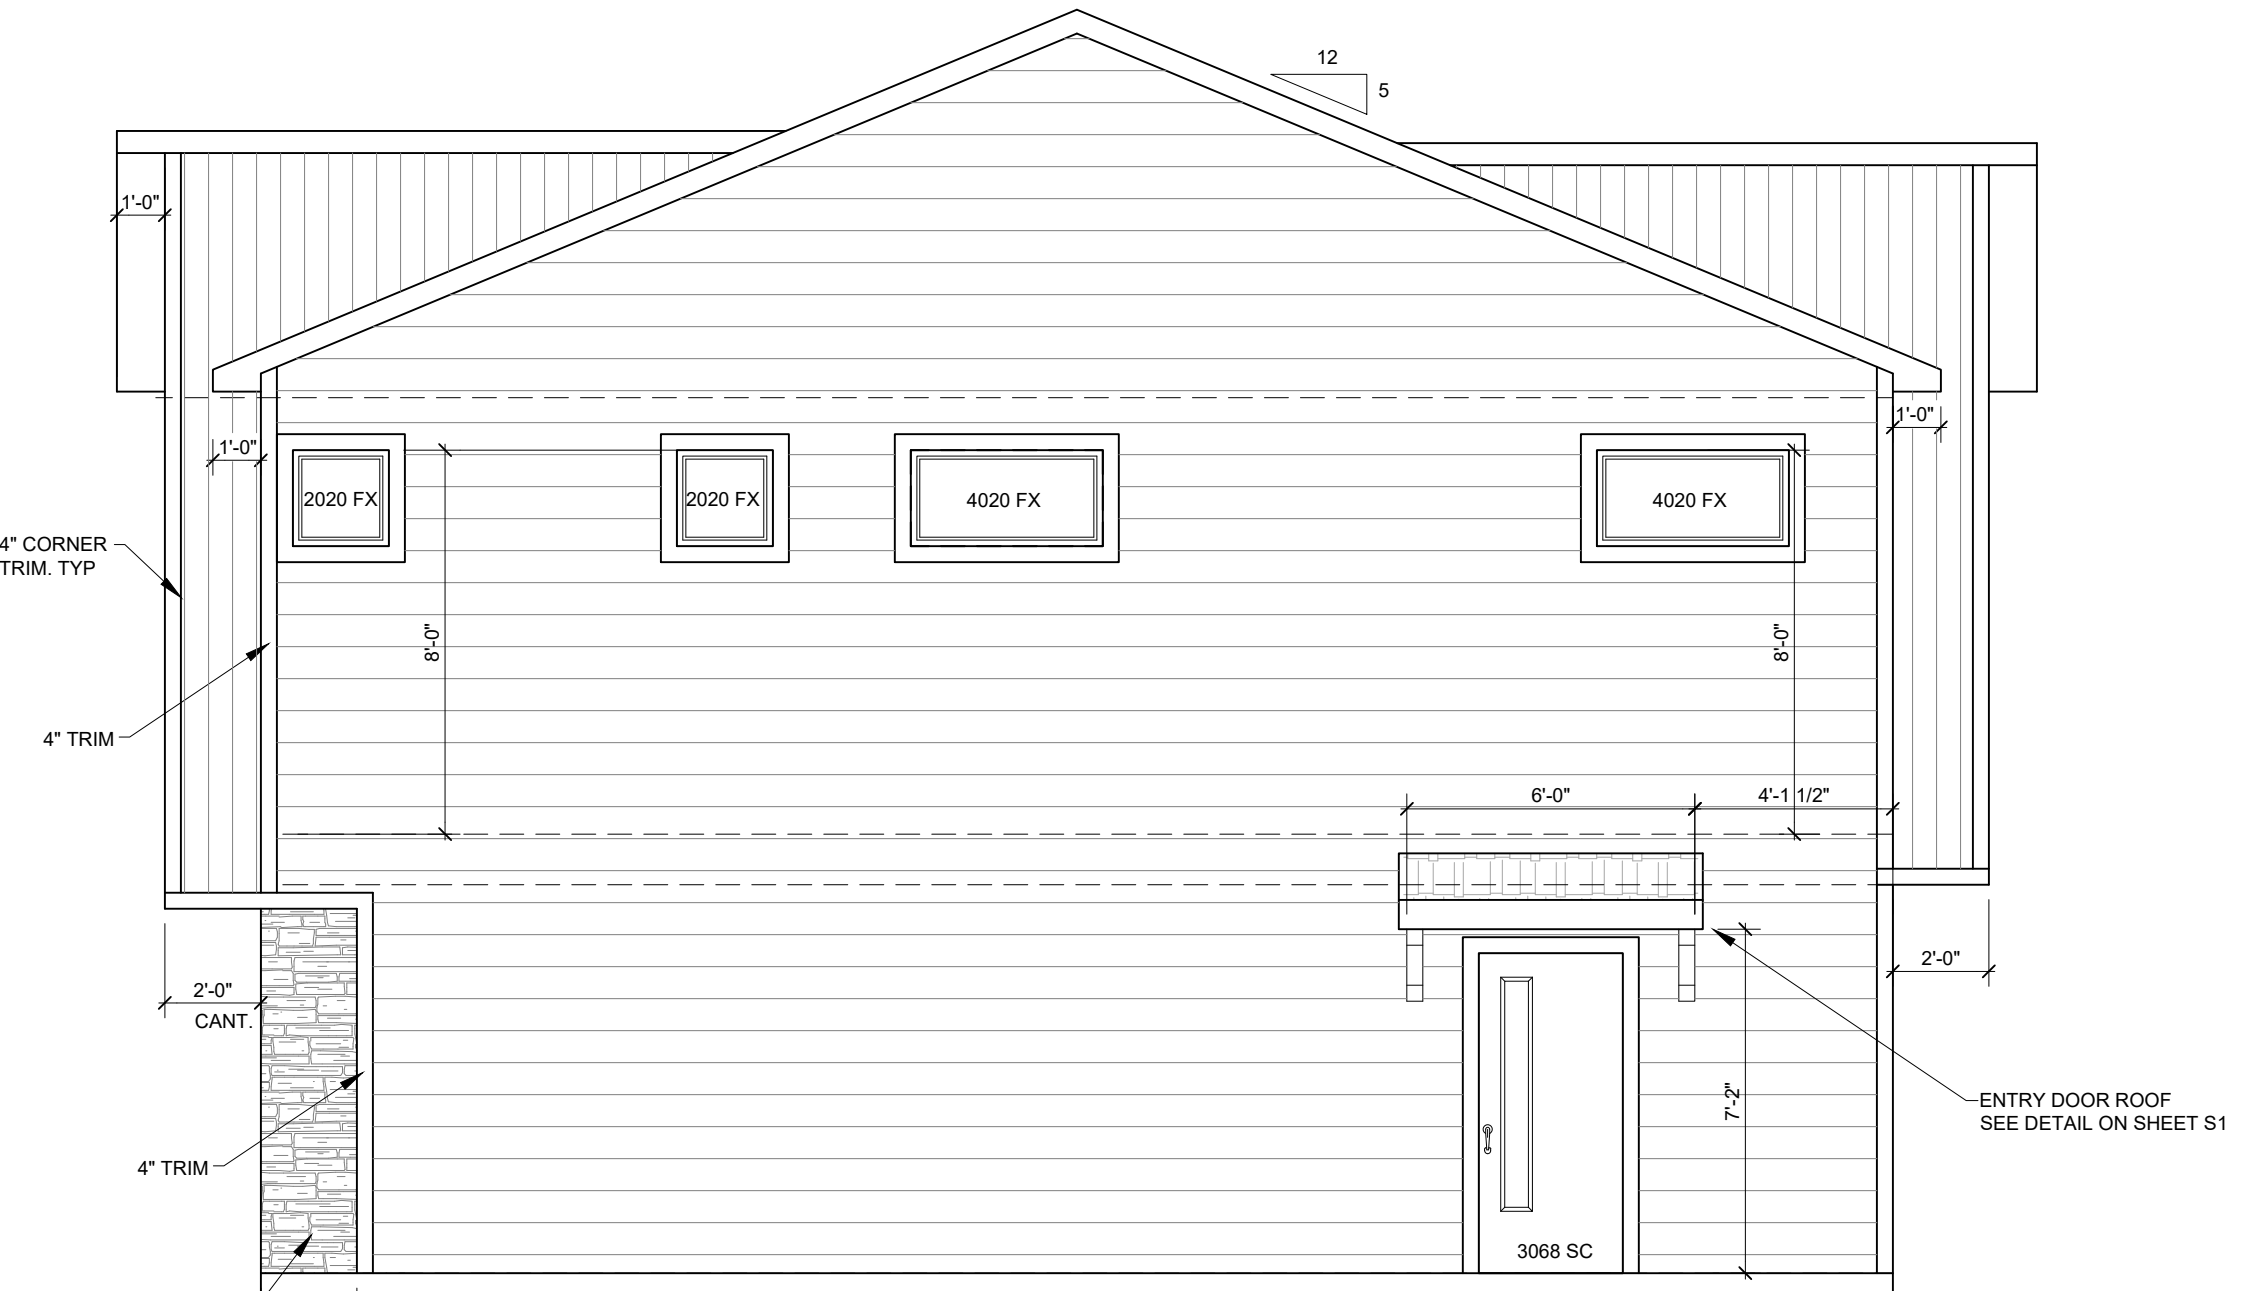 12
5
1'-0"
1'-0"
1'-0"
2020 FX
2020 FX
4020 FX
4020 FX
4" CORNER
TRIM. TYP
8'-0"
8'-0"
4" TRIM
6'-0"
4'-1 1/2"
2'-0"
2'-0"
CANT.
7'-2"
ENTRY DOOR ROOF
SEE DETAIL ON SHEET S1
4" TRIM
3068 SC